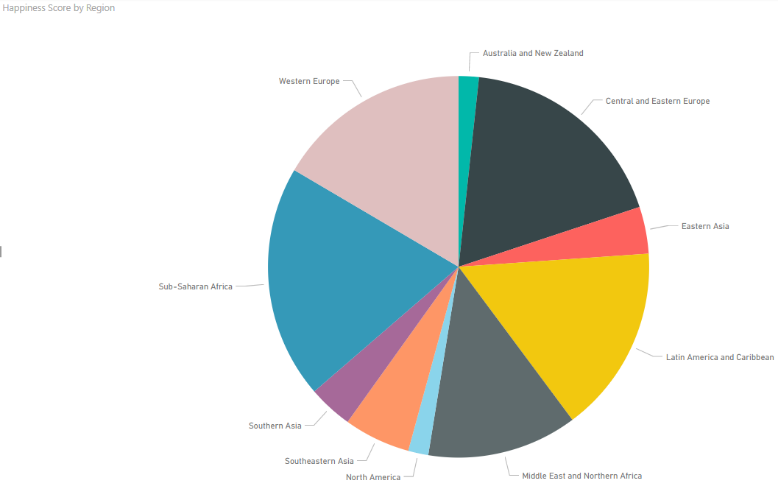 Happiness Score by Region
Australia and New Zealand
Western Europe
Central and Eastern Europe
Eastern Asia
Sub-Saharan Africa
Latin America and Caribbean
Southern Asia
Southeastern Asia
North America
Middle East and Northern Africa